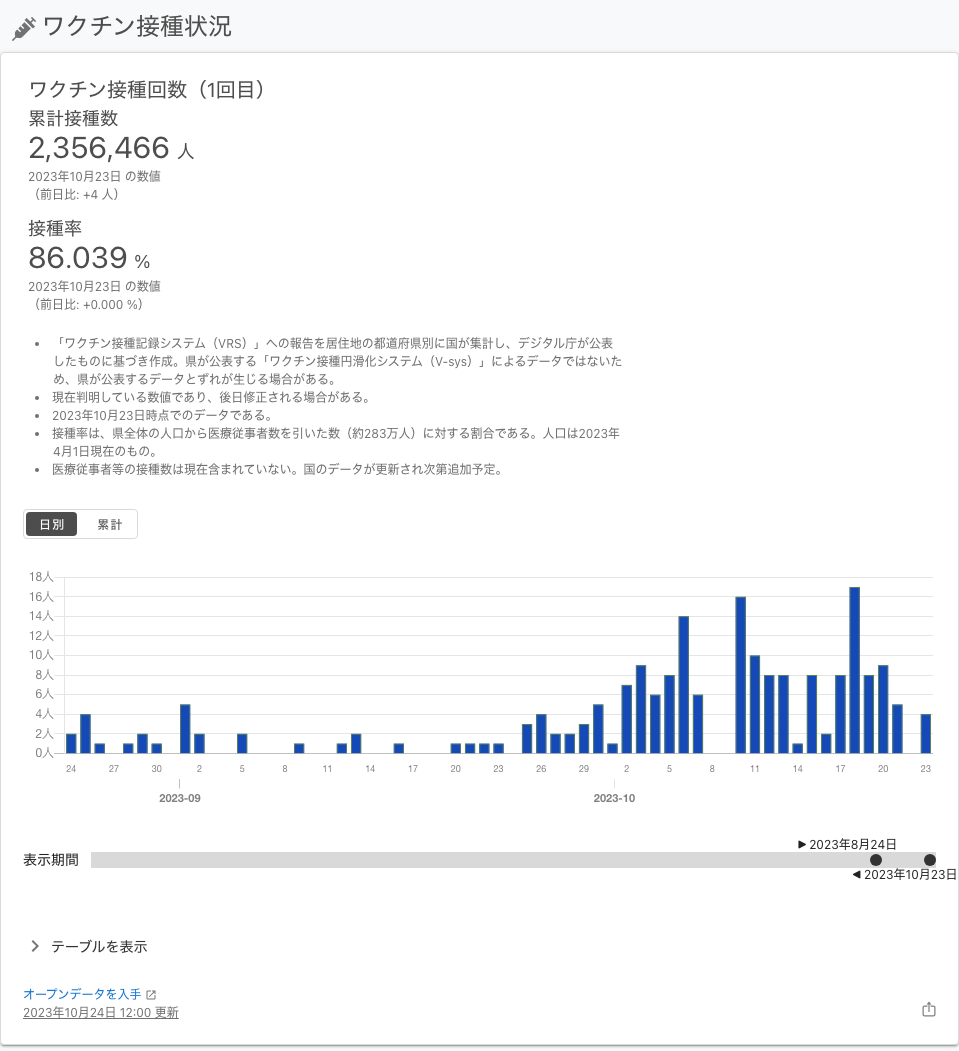 ワクチン接種状況
ワクチン接種回数（1回目）
累計接種数
2,356,466 人
2023年10月23日 の数値
（前日比: +4 人）
接種率
86.039 %
2023年10月23日 の数値
（前日比: +0.000 %）
• 「ワクチン接種記録システム（VRS）」への報告を居住地の都道府県別に国が集計し、デジタル庁が公表
したものに基づき作成。県が公表する「ワクチン接種円滑化システム（V-sys）」によるデータではないた
め、県が公表するデータとずれが生じる場合がある。
• 現在判明している数値であり、後日修正される場合がある。
• 2023年10月23日時点でのデータである。
• 接種率は、県全体の人口から医療従事者数を引いた数（約283万人）に対する割合である。人口は2023年
4月1日現在のもの。
• 医療従事者等の接種数は現在含まれていない。国のデータが更新され次第追加予定。
日別 累計
18人
16人
14人
12人
10人
8人
6人
4人
2人
0人
24 27 30 2 5 8 11 14 17 20 23 26 29 2 5 8 11 14 17 20 23
2023-09 2023-10
▶ 2023年8月24日
表示期間
◀ 2023年10月23日
テーブルを表示
オープンデータを入手
2023年10月24日 12:00 更新